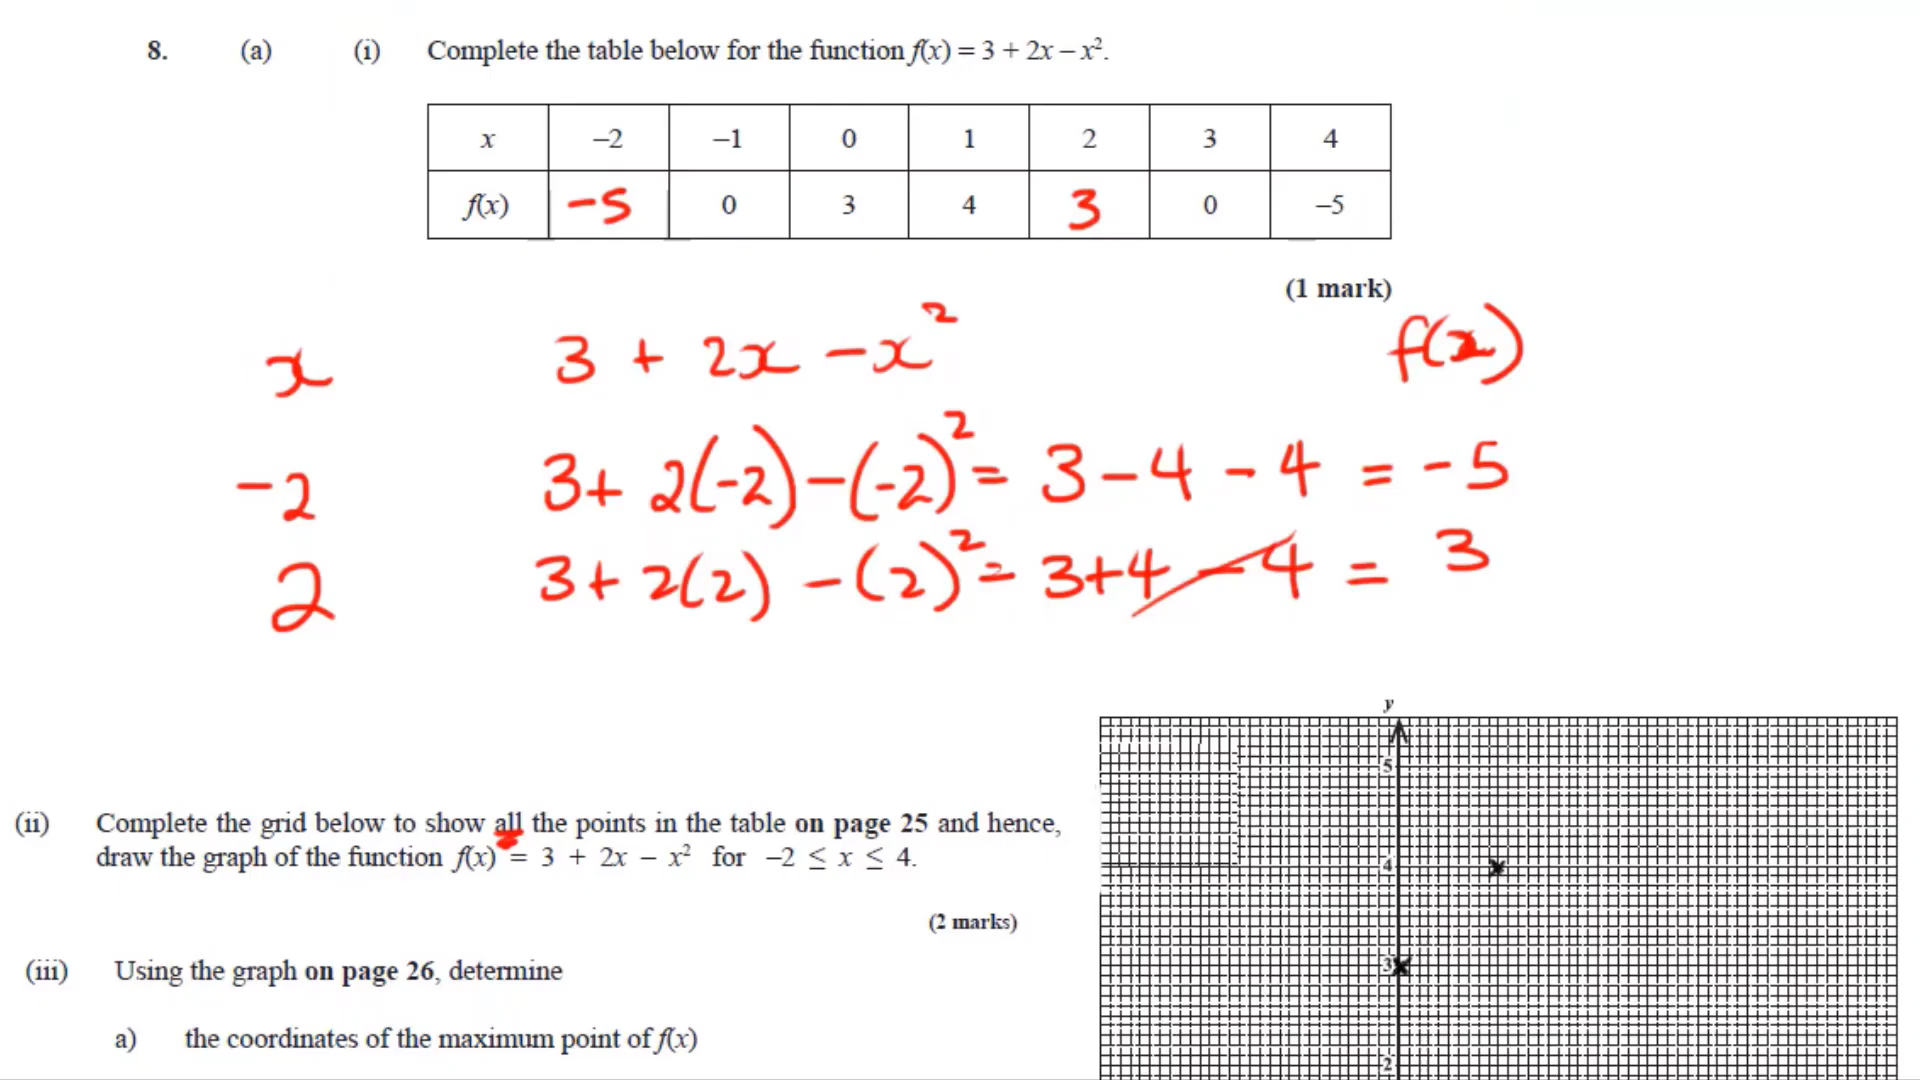 8. (a) (i) Complete the table below for the function f(x) = 3 + 2x – x².
x –2 –1 0 1 2 3 4
f(x) -5 0 3 4 3 0 –5
(1 mark)
x 3 + 2x - x² f(x)
-2 3 + 2(-2) - (-2)² = 3 - 4 - 4 = -5
2 3 + 2(2) - (2)² = 3 + 4 - 4 = 3
y
5
(ii) Complete the grid below to show all the points in the table on page 25 and hence,
draw the graph of the function f(x) = 3 + 2x – x² for –2 ≤ x ≤ 4.
4
(2 marks)
3
(iii) Using the graph on page 26, determine
a) the coordinates of the maximum point of f(x)
2